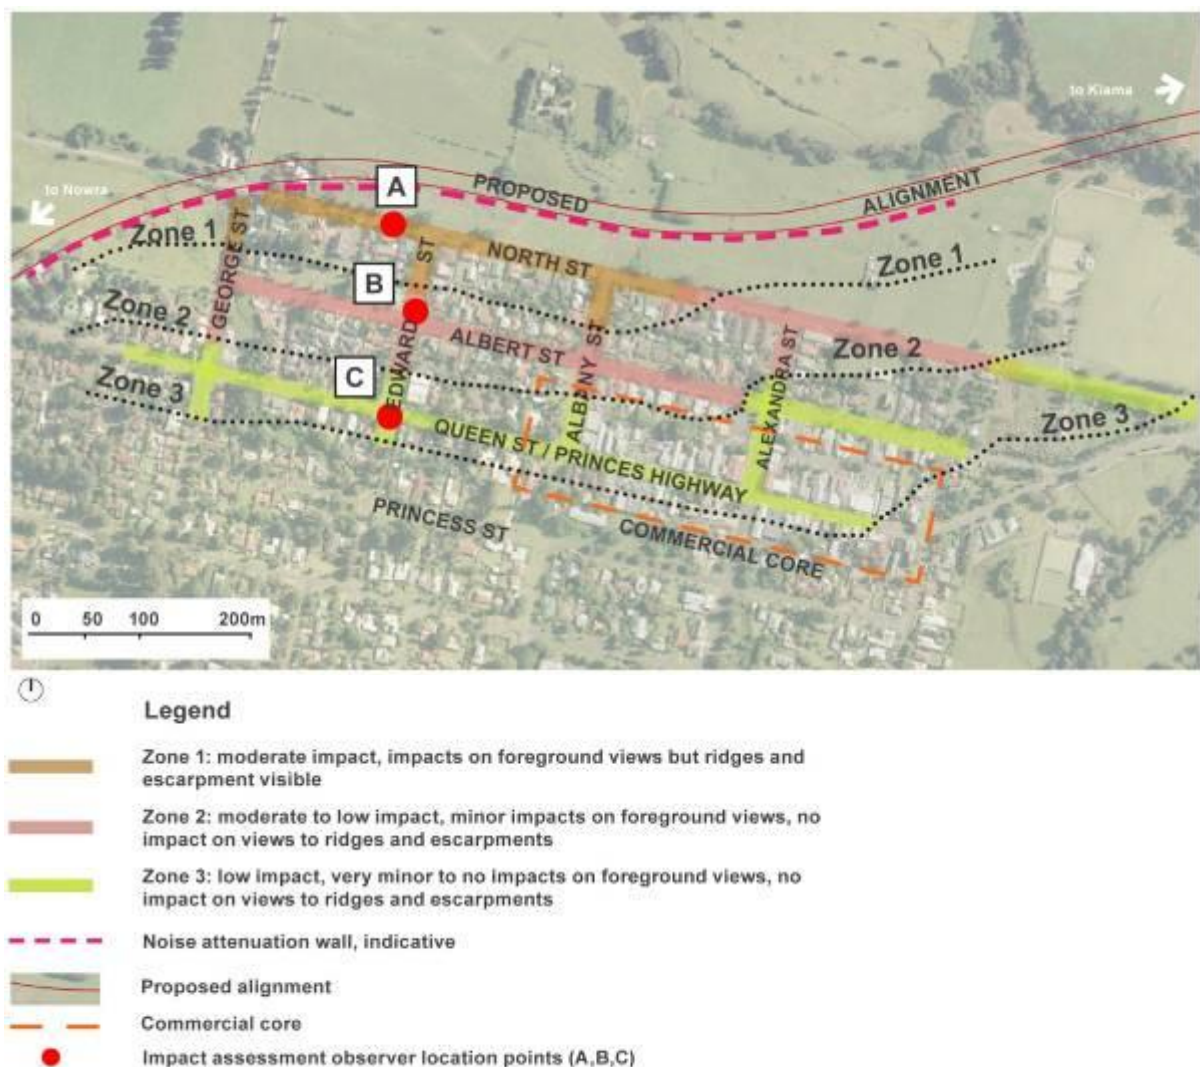 to Kiama
to Nowra
A
PROPOSED
ALIGNMENT
Zone 1
GEORGE ST
NORTH ST
Zone 1
B
EDWARD ST
Zone 2
ALBERT ST
ALBANY ST
ALEXANDRA ST
Zone 2
C
Zone 3
QUEEN ST / PRINCES HIGHWAY
Zone 3
PRINCESS ST
COMMERCIAL CORE
0 50 100 200m
Legend
Zone 1: moderate impact, impacts on foreground views but ridges and
escarpment visible
Zone 2: moderate to low impact, minor impacts on foreground views, no
impact on views to ridges and escarpments
Zone 3: low impact, very minor to no impacts on foreground views, no
impact on views to ridges and escarpments
Noise attenuation wall, indicative
Proposed alignment
Commercial core
Impact assessment observer location points (A,B,C)